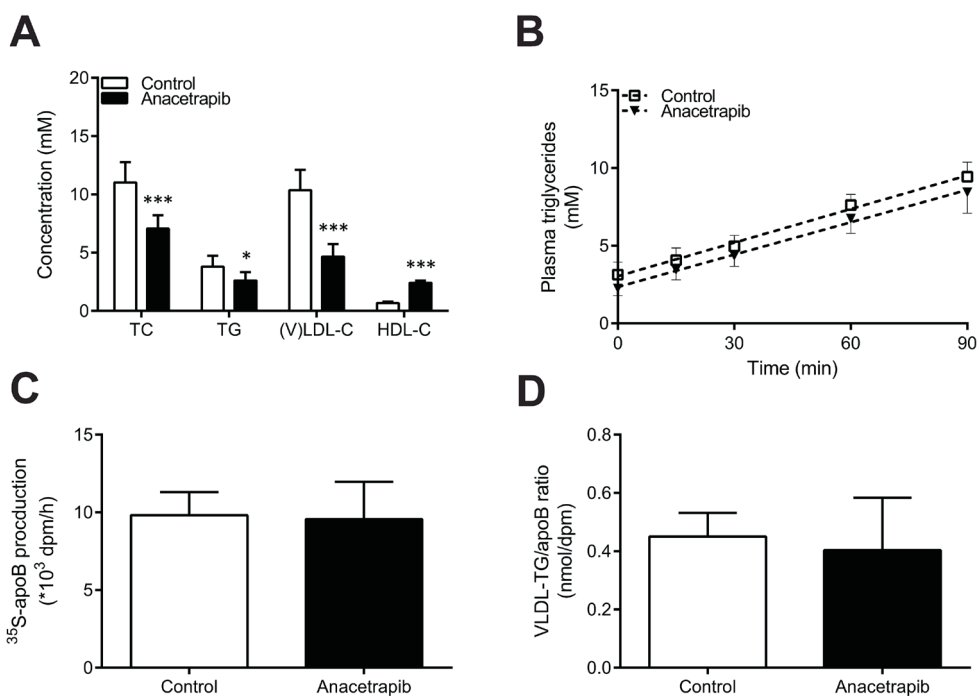 A
20
15
10
5
0
Concentration (mM)
Control
Anacetrapib
***
*
***
***
TC
TG
(V)LDL-C
HDL-C
B
15
10
5
0
Plasma triglycerides
(mM)
Control
Anacetrapib
0
30
60
90
Time (min)
C
15
10
5
0
³⁵S-apoB procduction
(*10³ dpm/h)
Control
Anacetrapib
D
0.8
0.6
0.4
0.2
0.0
VLDL-TG/apoB ratio
(nmol/dpm)
Control
Anacetrapib